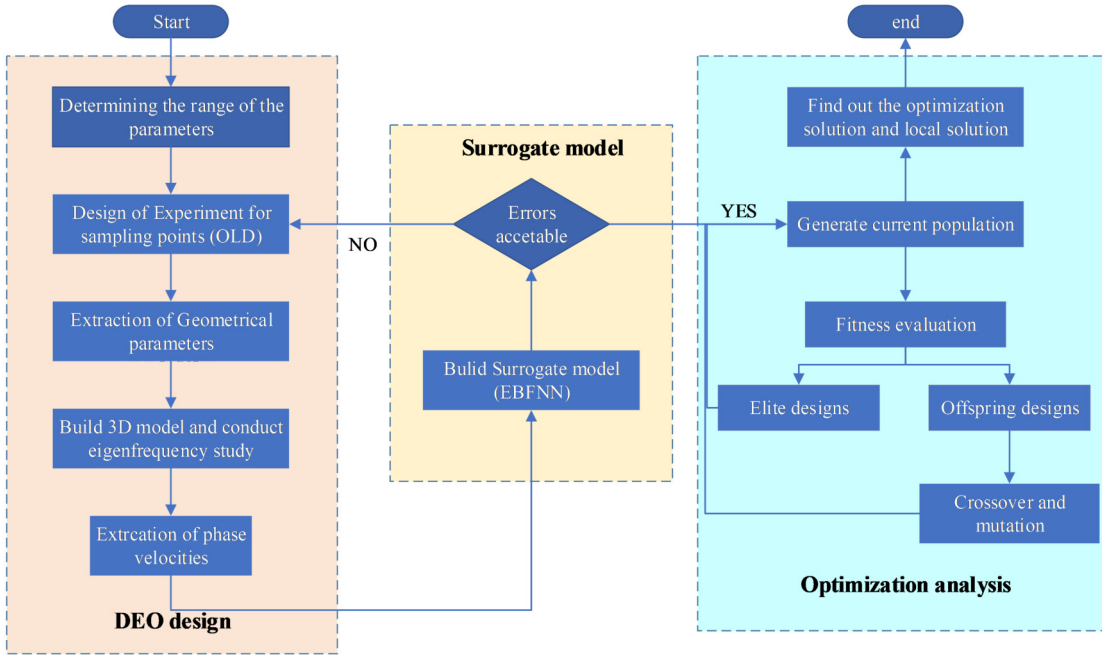 Start
Determining the range of the
parameters
Design of Experiment for
sampling points (OLD)
Extraction of Geometrical
parameters
Build 3D model and conduct
eigenfrequency study
Extrcation of phase
velocities
DEO design
Surrogate model
Errors
accetable
NO
YES
Bulid Surrogate model
(EBFNN)
end
Find out the optimization
solution and local solution
Generate current population
Fitness evaluation
Elite designs
Offspring designs
Crossover and
mutation
Optimization analysis